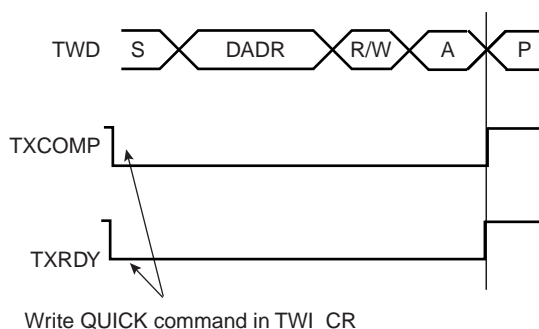 TWD S DADR R/W A P
TXCOMP
TXRDY
Write QUICK command in TWI_CR